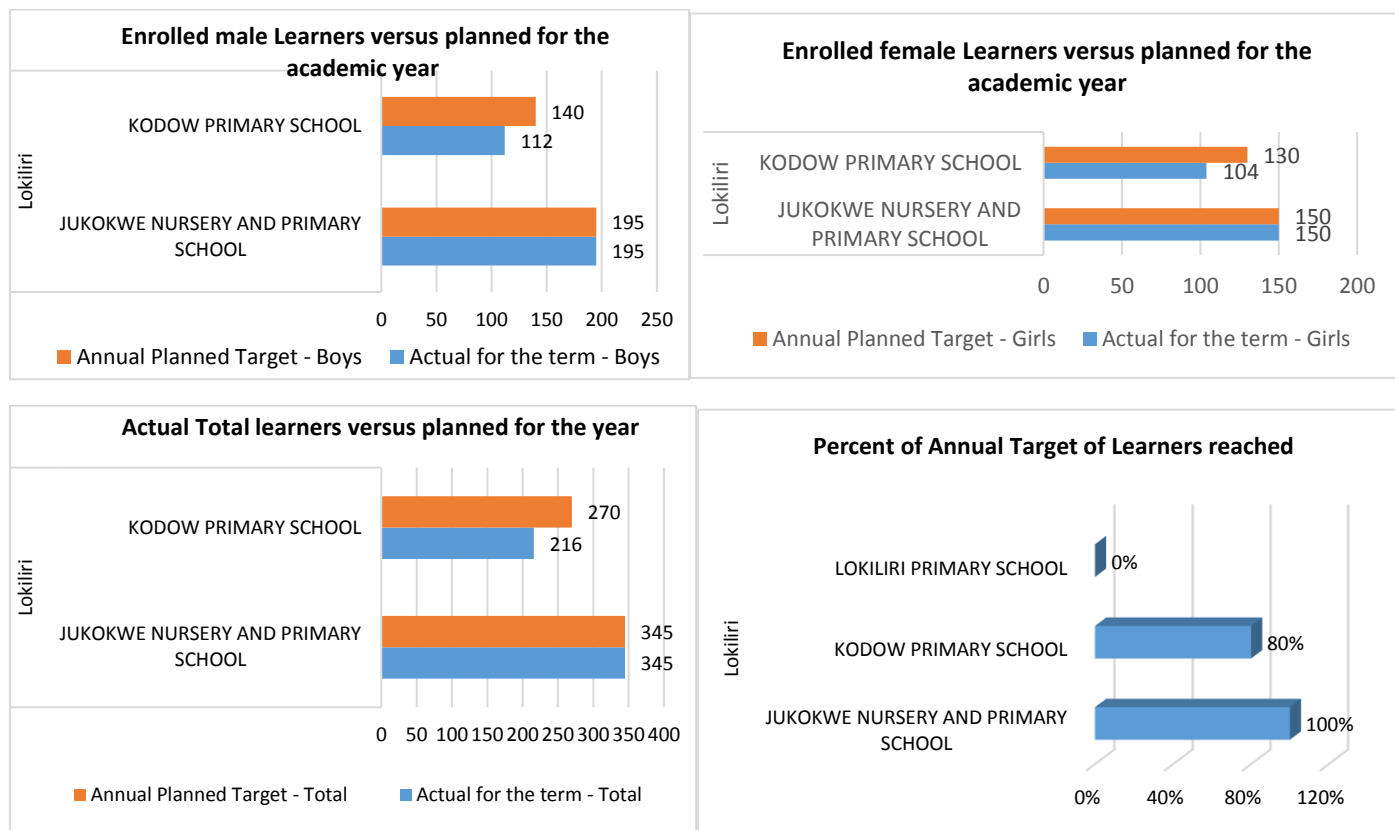 Enrolled male Learners versus planned for the
academic year
Lokiliri
KODOW PRIMARY SCHOOL
140
112
JUKOKWE NURSERY AND PRIMARY
SCHOOL
195
195
0 50 100 150 200 250
Annual Planned Target - Boys Actual for the term - Boys
Enrolled female Learners versus planned for the
academic year
Lokiliri
KODOW PRIMARY SCHOOL
130
104
JUKOKWE NURSERY AND
PRIMARY SCHOOL
150
150
0 50 100 150 200
Annual Planned Target - Girls Actual for the term - Girls
Actual Total learners versus planned for the year
Lokiliri
KODOW PRIMARY SCHOOL
270
216
JUKOKWE NURSERY AND PRIMARY
SCHOOL
345
345
0 50 100 150 200 250 300 350 400
Annual Planned Target - Total Actual for the term - Total
Percent of Annual Target of Learners reached
Lokiliri
LOKILIRI PRIMARY SCHOOL
0%
KODOW PRIMARY SCHOOL
80%
JUKOKWE NURSERY AND PRIMARY
SCHOOL
100%
0% 40% 80% 120%